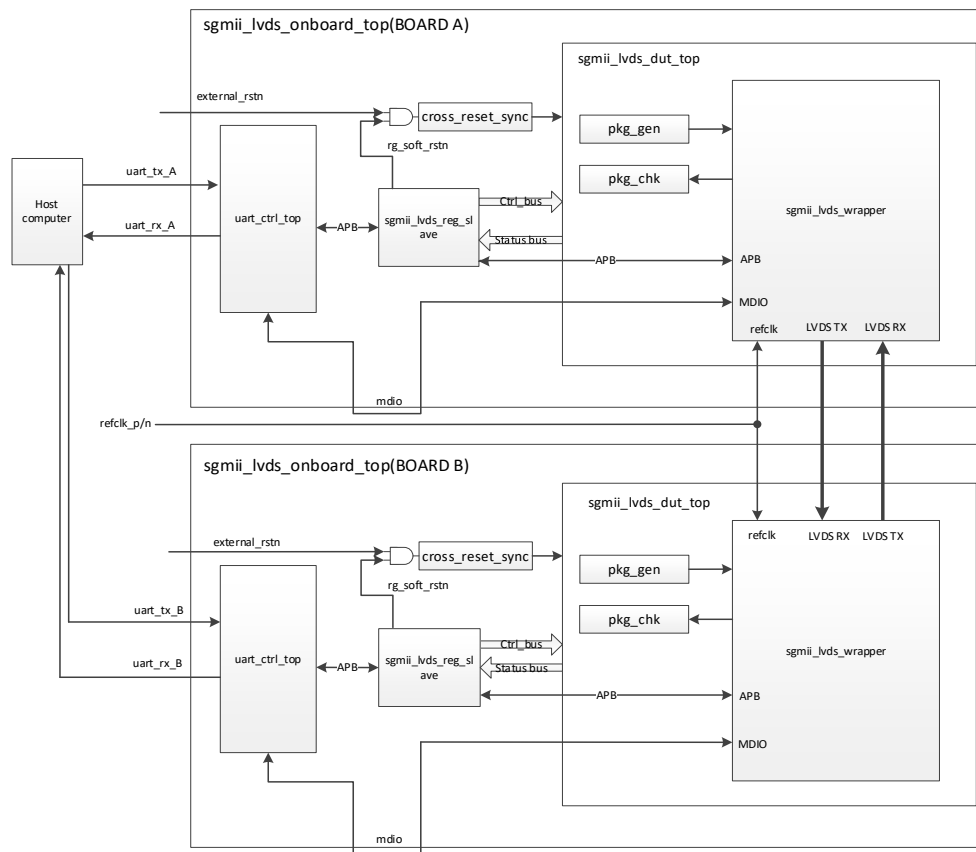 sgmii_lvds_onboard_top(BOARD A)
sgmii_lvds_dut_top
external_rstn
cross_reset_sync
pkg_gen
rg_soft_rstn
pkg_chk
uart_tx_A
Host
computer
uart_ctrl_top
APB
sgmii_lvds_reg_sl
ave
Ctrl_bus
sgmii_lvds_wrapper
uart_rx_A
Status bus
APB
APB
MDIO
refclk
LVDS TX
LVDS RX
mdio
refclk_p/n
sgmii_lvds_onboard_top(BOARD B)
sgmii_lvds_dut_top
refclk
LVDS RX
LVDS TX
external_rstn
cross_reset_sync
pkg_gen
rg_soft_rstn
uart_tx_B
pkg_chk
uart_ctrl_top
APB
sgmii_lvds_reg_sl
ave
Ctrl_bus
sgmii_lvds_wrapper
uart_rx_B
Status bus
APB
APB
MDIO
mdio